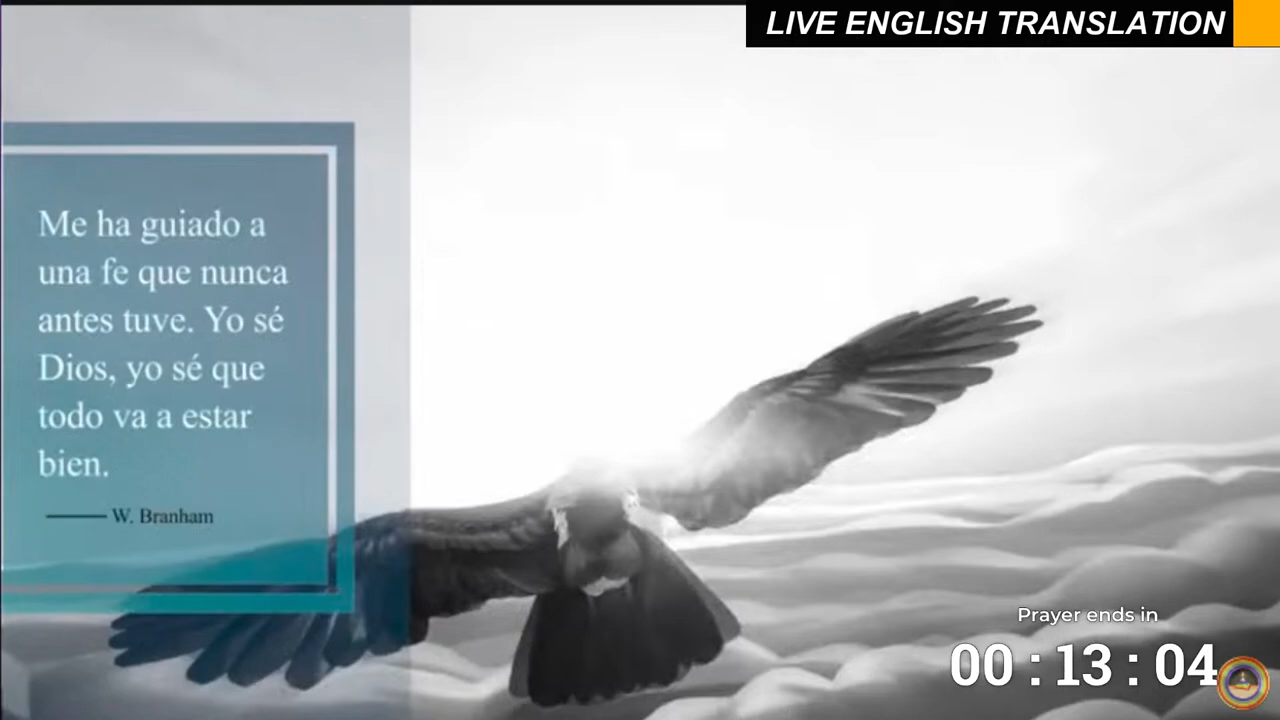 LIVE ENGLISH TRANSLATION
Me ha guiado a
una fe que nunca
antes tuve. Yo sé
Dios, yo sé que
todo va a estar
bien.
W. Branham
Prayer ends in
00 : 13 : 04